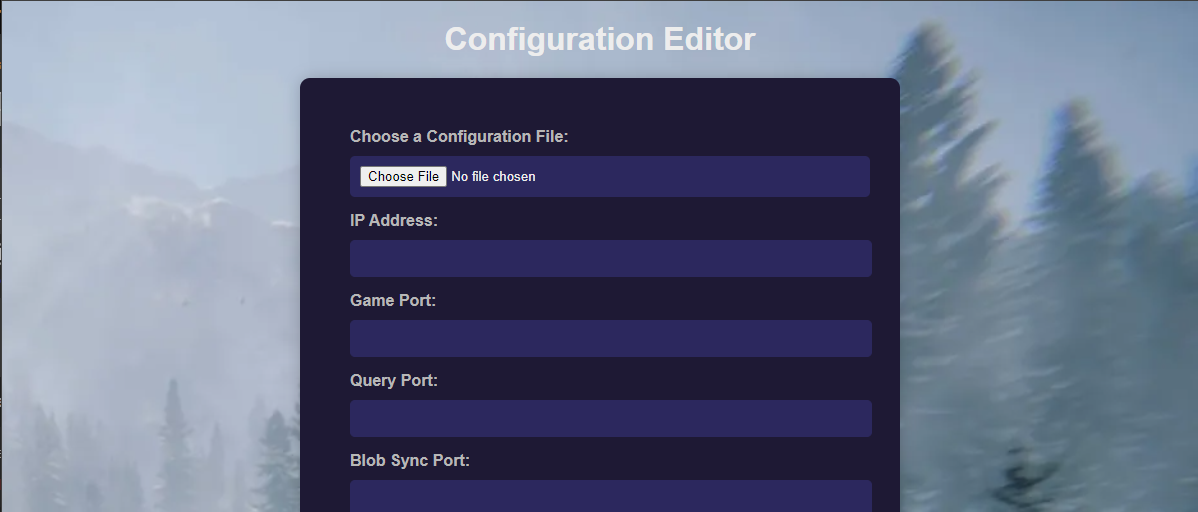 Configuration Editor
Choose a Configuration File:
Choose File No file chosen
IP Address:
Game Port:
Query Port:
Blob Sync Port: